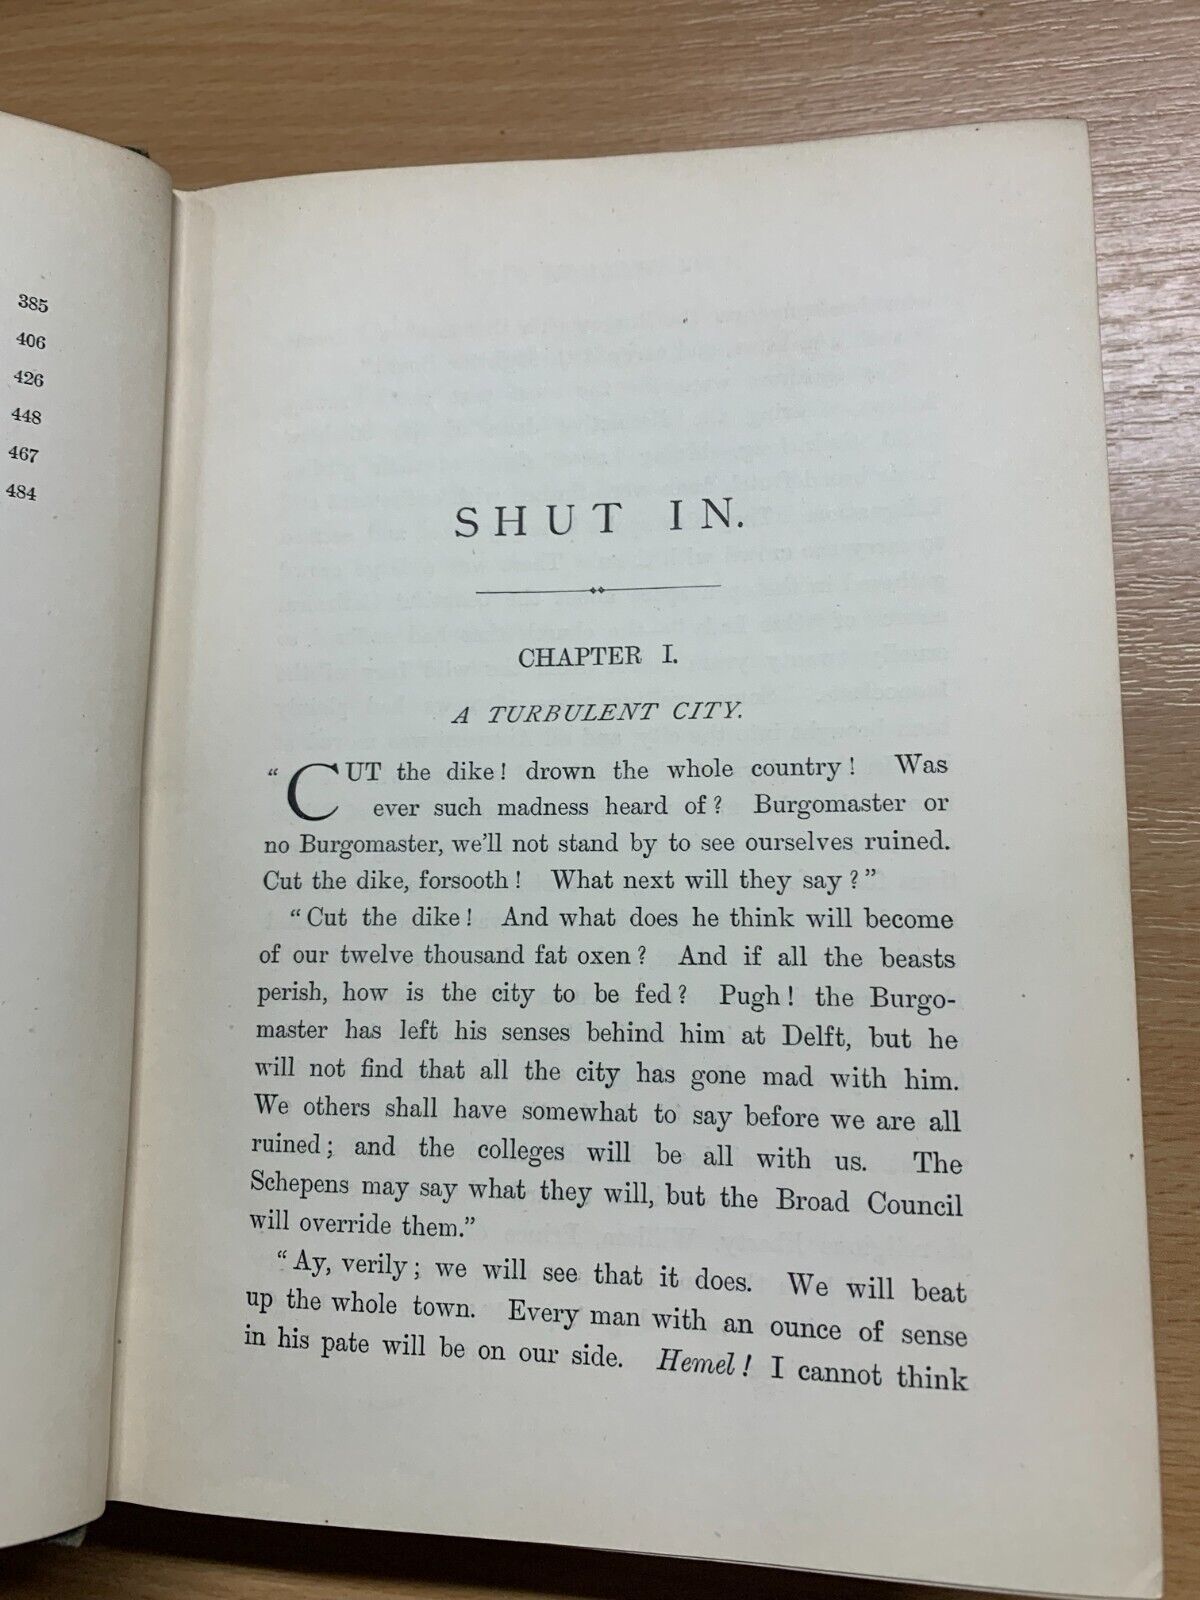 385
406
426
448
467
484
SHUT IN.
CHAPTER I.
A TURBULENT CITY.
"CUT the dike! drown the whole country! Was
ever such madness heard of? Burgomaster or
no Burgomaster, we'll not stand by to see ourselves ruined.
Cut the dike, forsooth! What next will they say?"
"Cut the dike! And what does he think will become
of our twelve thousand fat oxen? And if all the beasts
perish, how is the city to be fed? Pugh! the Burgo-
master has left his senses behind him at Delft, but he
will not find that all the city has gone mad with him.
We others shall have somewhat to say before we are all
ruined; and the colleges will be all with us. The
Schepens may say what they will, but the Broad Council
will override them."
"Ay, verily; we will see that it does. We will beat
up the whole town. Every man with an ounce of sense
in his pate will be on our side. Hemel! I cannot think